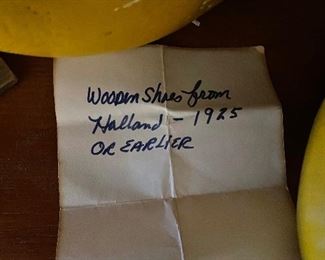 Wooden Shoes from
Holland - 1925
OR EARLIER